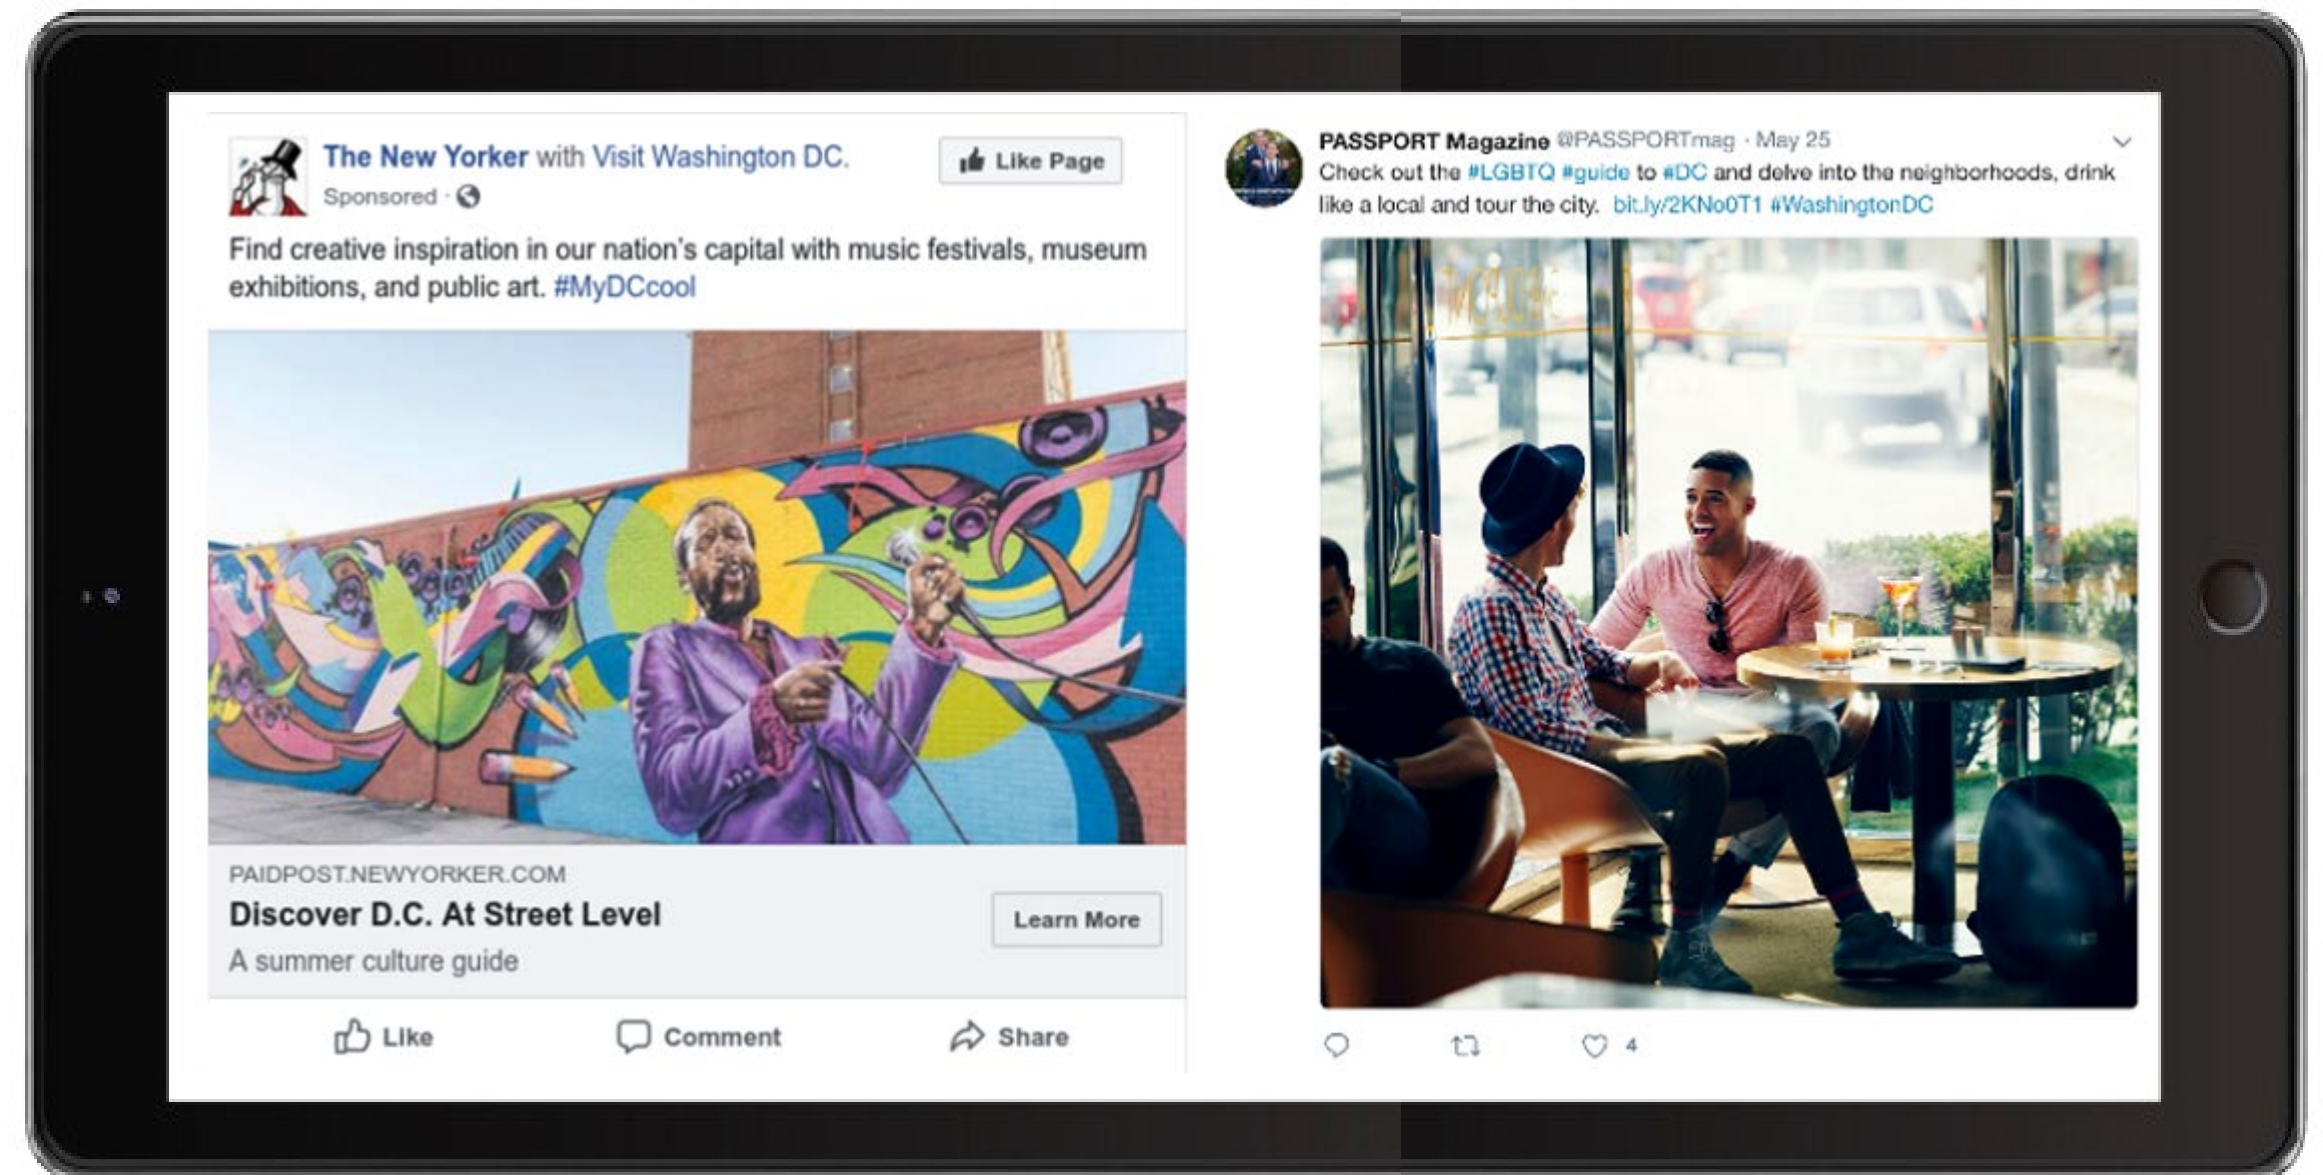 The New Yorker with Visit Washington DC.
Sponsored ·
Like Page
Find creative inspiration in our nation's capital with music festivals, museum
exhibitions, and public art. #MyDCcool
PAIDPOST.NEWYORKER.COM
Discover D.C. At Street Level
A summer culture guide
Learn More
Like
Comment
Share
PASSPORT Magazine @PASSPORTmag · May 25
Check out the #LGBTQ #guide to #DC and delve into the neighborhoods, drink
like a local and tour the city. bit.ly/2KNo0T1 #WashingtonDC
4